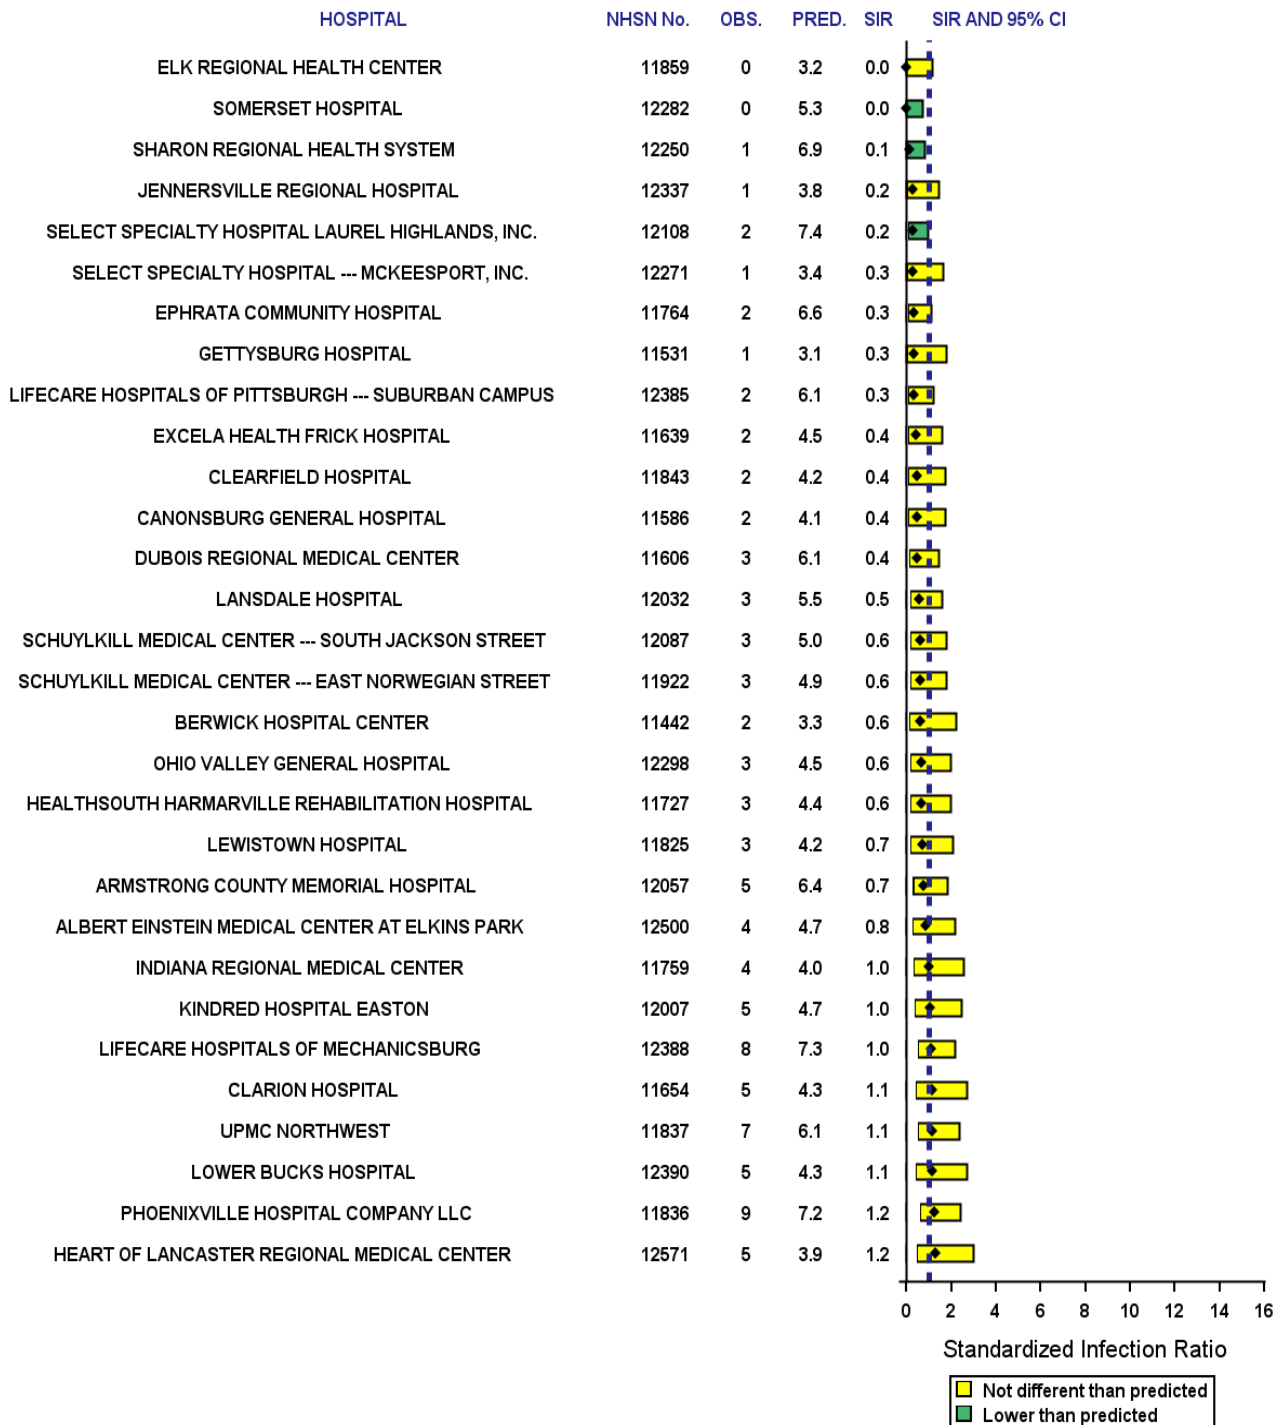 HOSPITAL NHSN No. OBS. PRED. SIR SIR AND 95% CI
ELK REGIONAL HEALTH CENTER 11859 0 3.2 0.0
SOMERSET HOSPITAL 12282 0 5.3 0.0
SHARON REGIONAL HEALTH SYSTEM 12250 1 6.9 0.1
JENNERSVILLE REGIONAL HOSPITAL 12337 1 3.8 0.2
SELECT SPECIALTY HOSPITAL LAUREL HIGHLANDS, INC. 12108 2 7.4 0.2
SELECT SPECIALTY HOSPITAL --- MCKEESPORT, INC. 12271 1 3.4 0.3
EPHRATA COMMUNITY HOSPITAL 11764 2 6.6 0.3
GETTYSBURG HOSPITAL 11531 1 3.1 0.3
LIFECARE HOSPITALS OF PITTSBURGH --- SUBURBAN CAMPUS 12385 2 6.1 0.3
EXCELA HEALTH FRICK HOSPITAL 11639 2 4.5 0.4
CLEARFIELD HOSPITAL 11843 2 4.2 0.4
CANONSBURG GENERAL HOSPITAL 11586 2 4.1 0.4
DUBOIS REGIONAL MEDICAL CENTER 11606 3 6.1 0.4
LANSDALE HOSPITAL 12032 3 5.5 0.5
SCHUYLKILL MEDICAL CENTER --- SOUTH JACKSON STREET 12087 3 5.0 0.6
SCHUYLKILL MEDICAL CENTER --- EAST NORWEGIAN STREET 11922 3 4.9 0.6
BERWICK HOSPITAL CENTER 11442 2 3.3 0.6
OHIO VALLEY GENERAL HOSPITAL 12298 3 4.5 0.6
HEALTHSOUTH HARMARVILLE REHABILITATION HOSPITAL 11727 3 4.4 0.6
LEWISTOWN HOSPITAL 11825 3 4.2 0.7
ARMSTRONG COUNTY MEMORIAL HOSPITAL 12057 5 6.4 0.7
ALBERT EINSTEIN MEDICAL CENTER AT ELKINS PARK 12500 4 4.7 0.8
INDIANA REGIONAL MEDICAL CENTER 11759 4 4.0 1.0
KINDRED HOSPITAL EASTON 12007 5 4.7 1.0
LIFECARE HOSPITALS OF MECHANICSBURG 12388 8 7.3 1.0
CLARION HOSPITAL 11654 5 4.3 1.1
UPMC NORTHWEST 11837 7 6.1 1.1
LOWER BUCKS HOSPITAL 12390 5 4.3 1.1
PHOENIXVILLE HOSPITAL COMPANY LLC 11836 9 7.2 1.2
HEART OF LANCASTER REGIONAL MEDICAL CENTER 12571 5 3.9 1.2
0 2 4 6 8 10 12 14 16
Standardized Infection Ratio
Not different than predicted
Lower than predicted